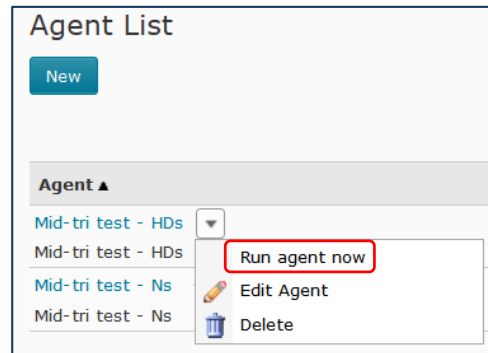 Agent List
New
Agent ▲
Mid-tri test - HDs
Mid-tri test - HDs
Run agent now
Mid-tri test - Ns
Edit Agent
Mid-tri test - Ns
Delete